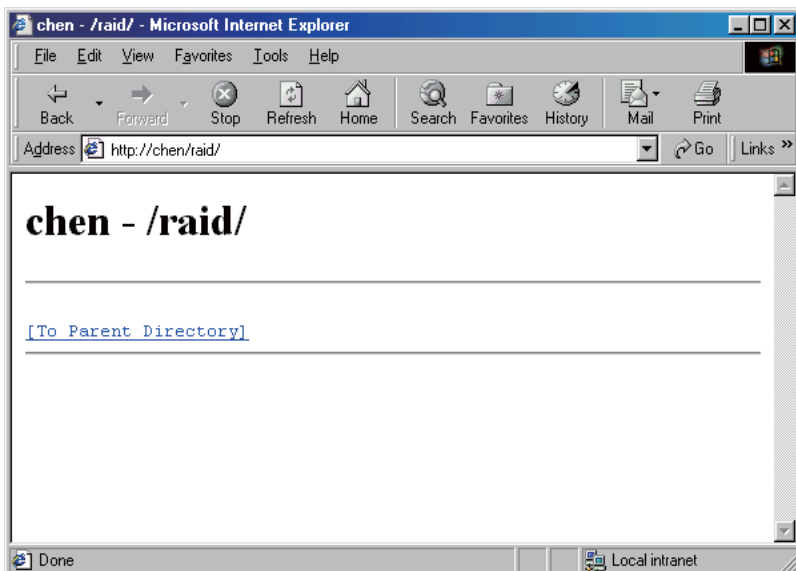 chen - /raid/ - Microsoft Internet Explorer
File Edit View Favorites Tools Help
Back Forward Stop Refresh Home Search Favorites History Mail Print
Address http://chen/raid/ Go Links »
chen - /raid/
[To Parent Directory]
Done Local intranet